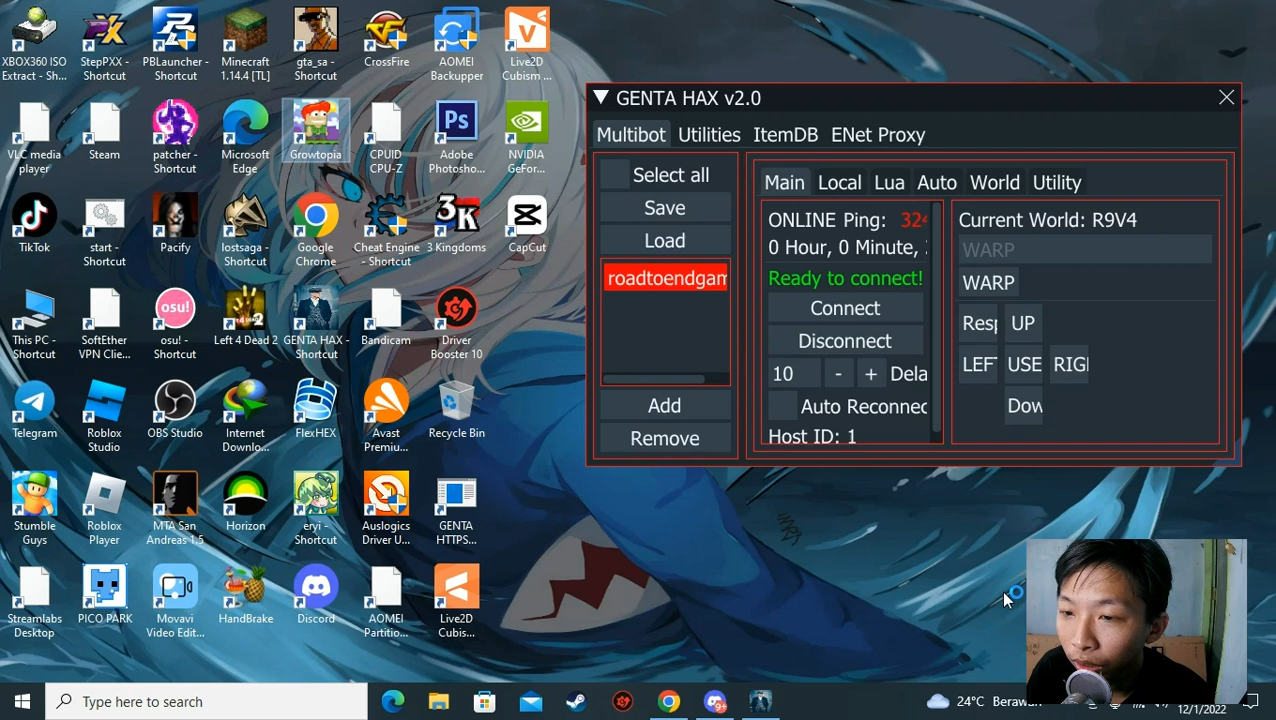 XBOX360 ISO
Extract - Sh...
StepPXX -
Shortcut
PBLauncher -
Shortcut
Minecraft
1.14.4 [TL]
gta_sa -
Shortcut
CrossFire
AOMEI
Backupper
Live2D
Cubism ...
VLC media
player
Steam
patcher -
Shortcut
Microsoft
Edge
Growtopia
CPUID
CPU-Z
Adobe
Photosho...
NVIDIA
GeFor...
TikTok
start -
Shortcut
Pacify
lostsaga -
Shortcut
Google
Chrome
Cheat Engine
- Shortcut
3 Kingdoms
CapCut
This PC -
Shortcut
SoftEther
VPN Clie...
osu! -
Shortcut
Left 4 Dead 2
GENTA HAX -
Shortcut
Bandicam
Driver
Booster 10
Telegram
Roblox
Studio
OBS Studio
Internet
Downlo...
FlexHEX
Avast
Premiu...
Recycle Bin
Stumble
Guys
Roblox
Player
MTA San
Andreas 1.5
Horizon
eryi -
Shortcut
Auslogics
Driver U...
GENTA
HTTPS...
Streamlabs
Desktop
PICO PARK
Movavi
Video Edit...
HandBrake
Discord
AOMEI
Partitio...
Live2D
Cubis...
GENTA HAX v2.0
Multibot Utilities ItemDB ENet Proxy
Select all
Save
Load
roadtoendgam
Add
Remove
Main Local Lua Auto World Utility
ONLINE Ping: 324
0 Hour, 0 Minute,
Ready to connect!
Connect
Disconnect
10 - + Dela
Auto Reconnec
Host ID: 1
Current World: R9V4
WARP
WARP
Resp UP
LEF USE RIG
Dow
Type here to search
24°C Berawan
12/1/2022